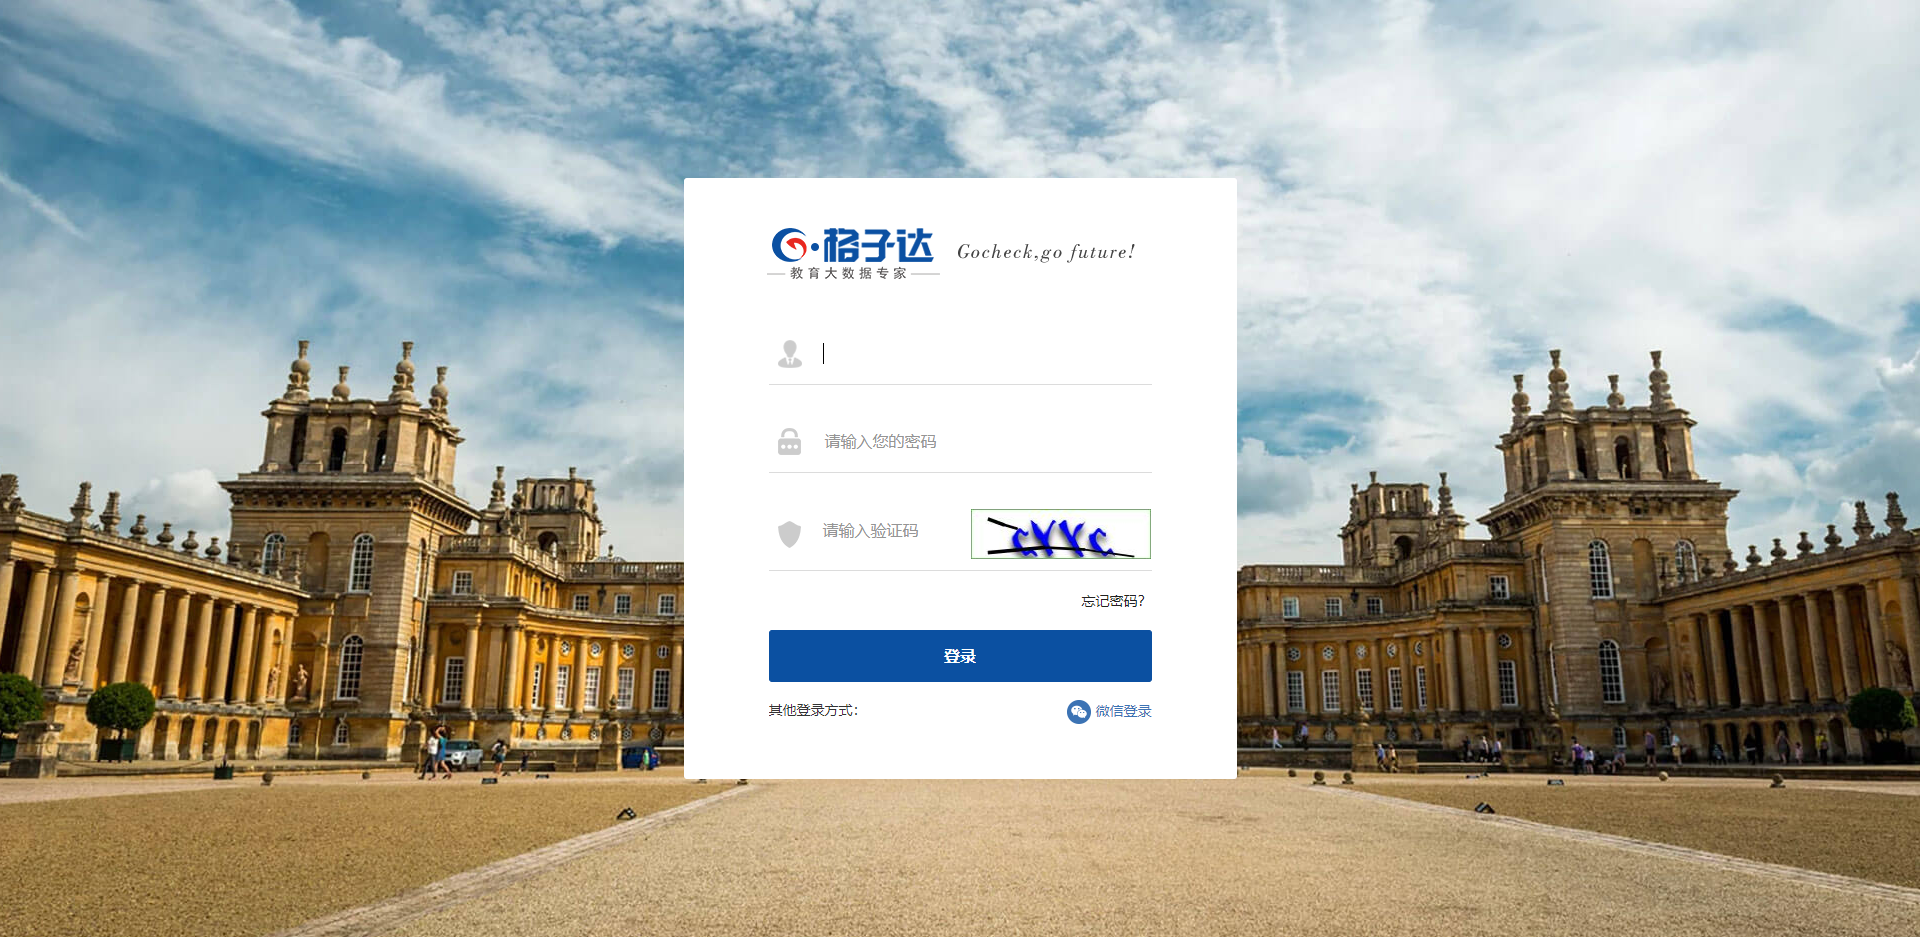 格子达
教育大数据专家
Gocheck,go future!
请输入您的密码
请输入验证码
忘记密码?
登录
其他登录方式:
微信登录